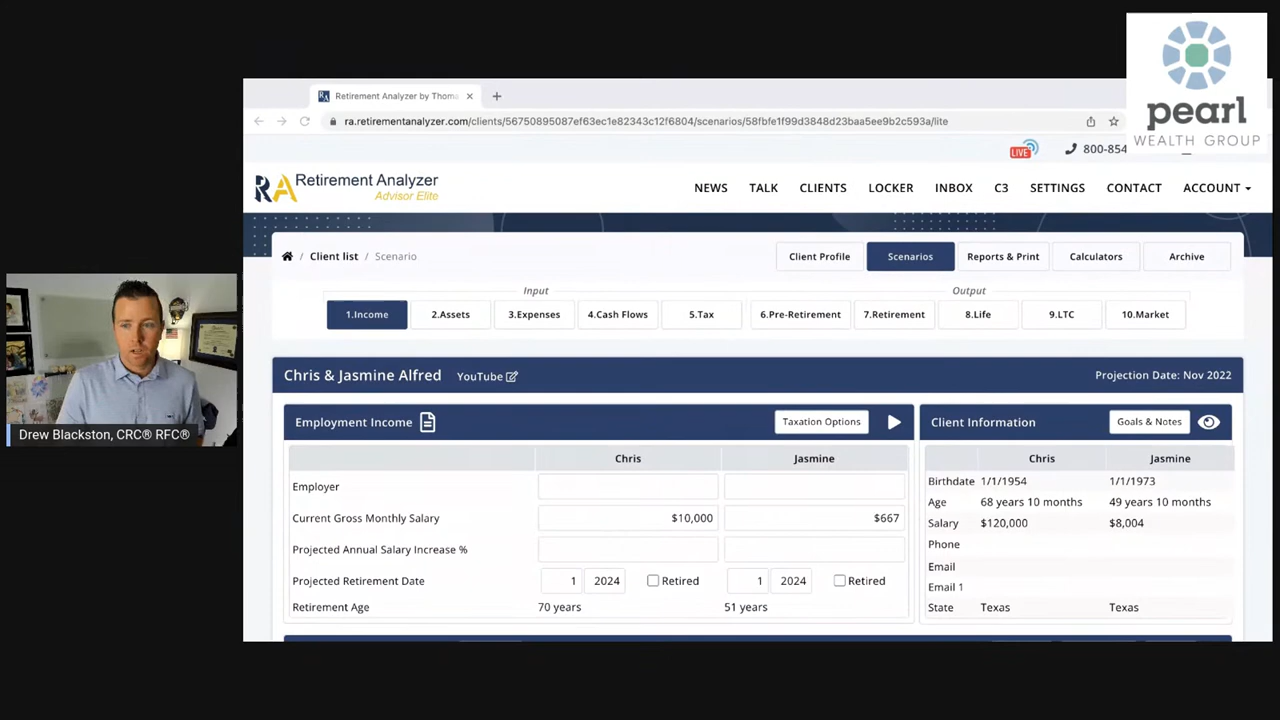 pearl
WEALTH GROUP
Retirement Analyzer by Thoma
ra.retirementanalyzer.com/clients/56750895087ef63ec1e82343c12f6804/scenarios/58fbfe1f99d3848d23baa5ee9b2c593a/lite
LIVE
800-854
RA Retirement Analyzer
Advisor Elite
NEWS TALK CLIENTS LOCKER INBOX C3 SETTINGS CONTACT ACCOUNT
/ Client list / Scenario
Client Profile Scenarios Reports & Print Calculators Archive
Input Output
1.Income 2.Assets 3.Expenses 4.Cash Flows 5.Tax 6.Pre-Retirement 7.Retirement 8.Life 9.LTC 10.Market
Chris & Jasmine Alfred YouTube Projection Date: Nov 2022
Employment Income Taxation Options
Chris Jasmine
Employer
Current Gross Monthly Salary $10,000 $667
Projected Annual Salary Increase %
Projected Retirement Date 1 2024 Retired 1 2024 Retired
Retirement Age 70 years 51 years
Client Information Goals & Notes
Chris Jasmine
Birthdate 1/1/1954 1/1/1973
Age 68 years 10 months 49 years 10 months
Salary $120,000 $8,004
Phone
Email
Email 1
State Texas Texas
Drew Blackston, CRC® RFC®